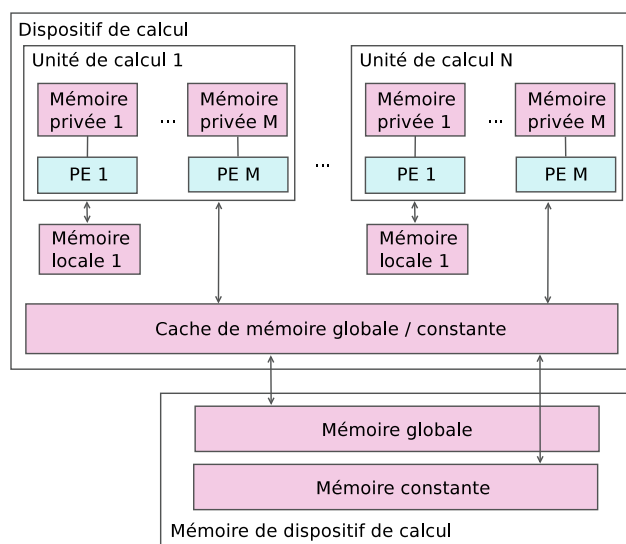 Dispositif de calcul
Unité de calcul 1
Mémoire
privée 1
...
Mémoire
privée M
PE 1
PE M
Mémoire
locale 1
...
Unité de calcul N
Mémoire
privée 1
...
Mémoire
privée M
PE 1
PE M
Mémoire
locale 1
Cache de mémoire globale / constante
Mémoire globale
Mémoire constante
Mémoire de dispositif de calcul